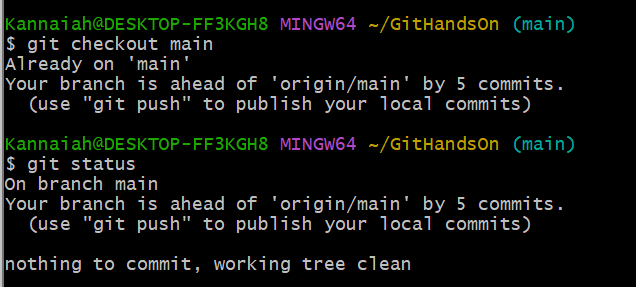 Kannaiah@DESKTOP-FF3KGH8 MINGW64 ~/GitHandsOn (main)
$ git checkout main
Already on 'main'
Your branch is ahead of 'origin/main' by 5 commits.
  (use "git push" to publish your local commits)

Kannaiah@DESKTOP-FF3KGH8 MINGW64 ~/GitHandsOn (main)
$ git status
On branch main
Your branch is ahead of 'origin/main' by 5 commits.
  (use "git push" to publish your local commits)

nothing to commit, working tree clean